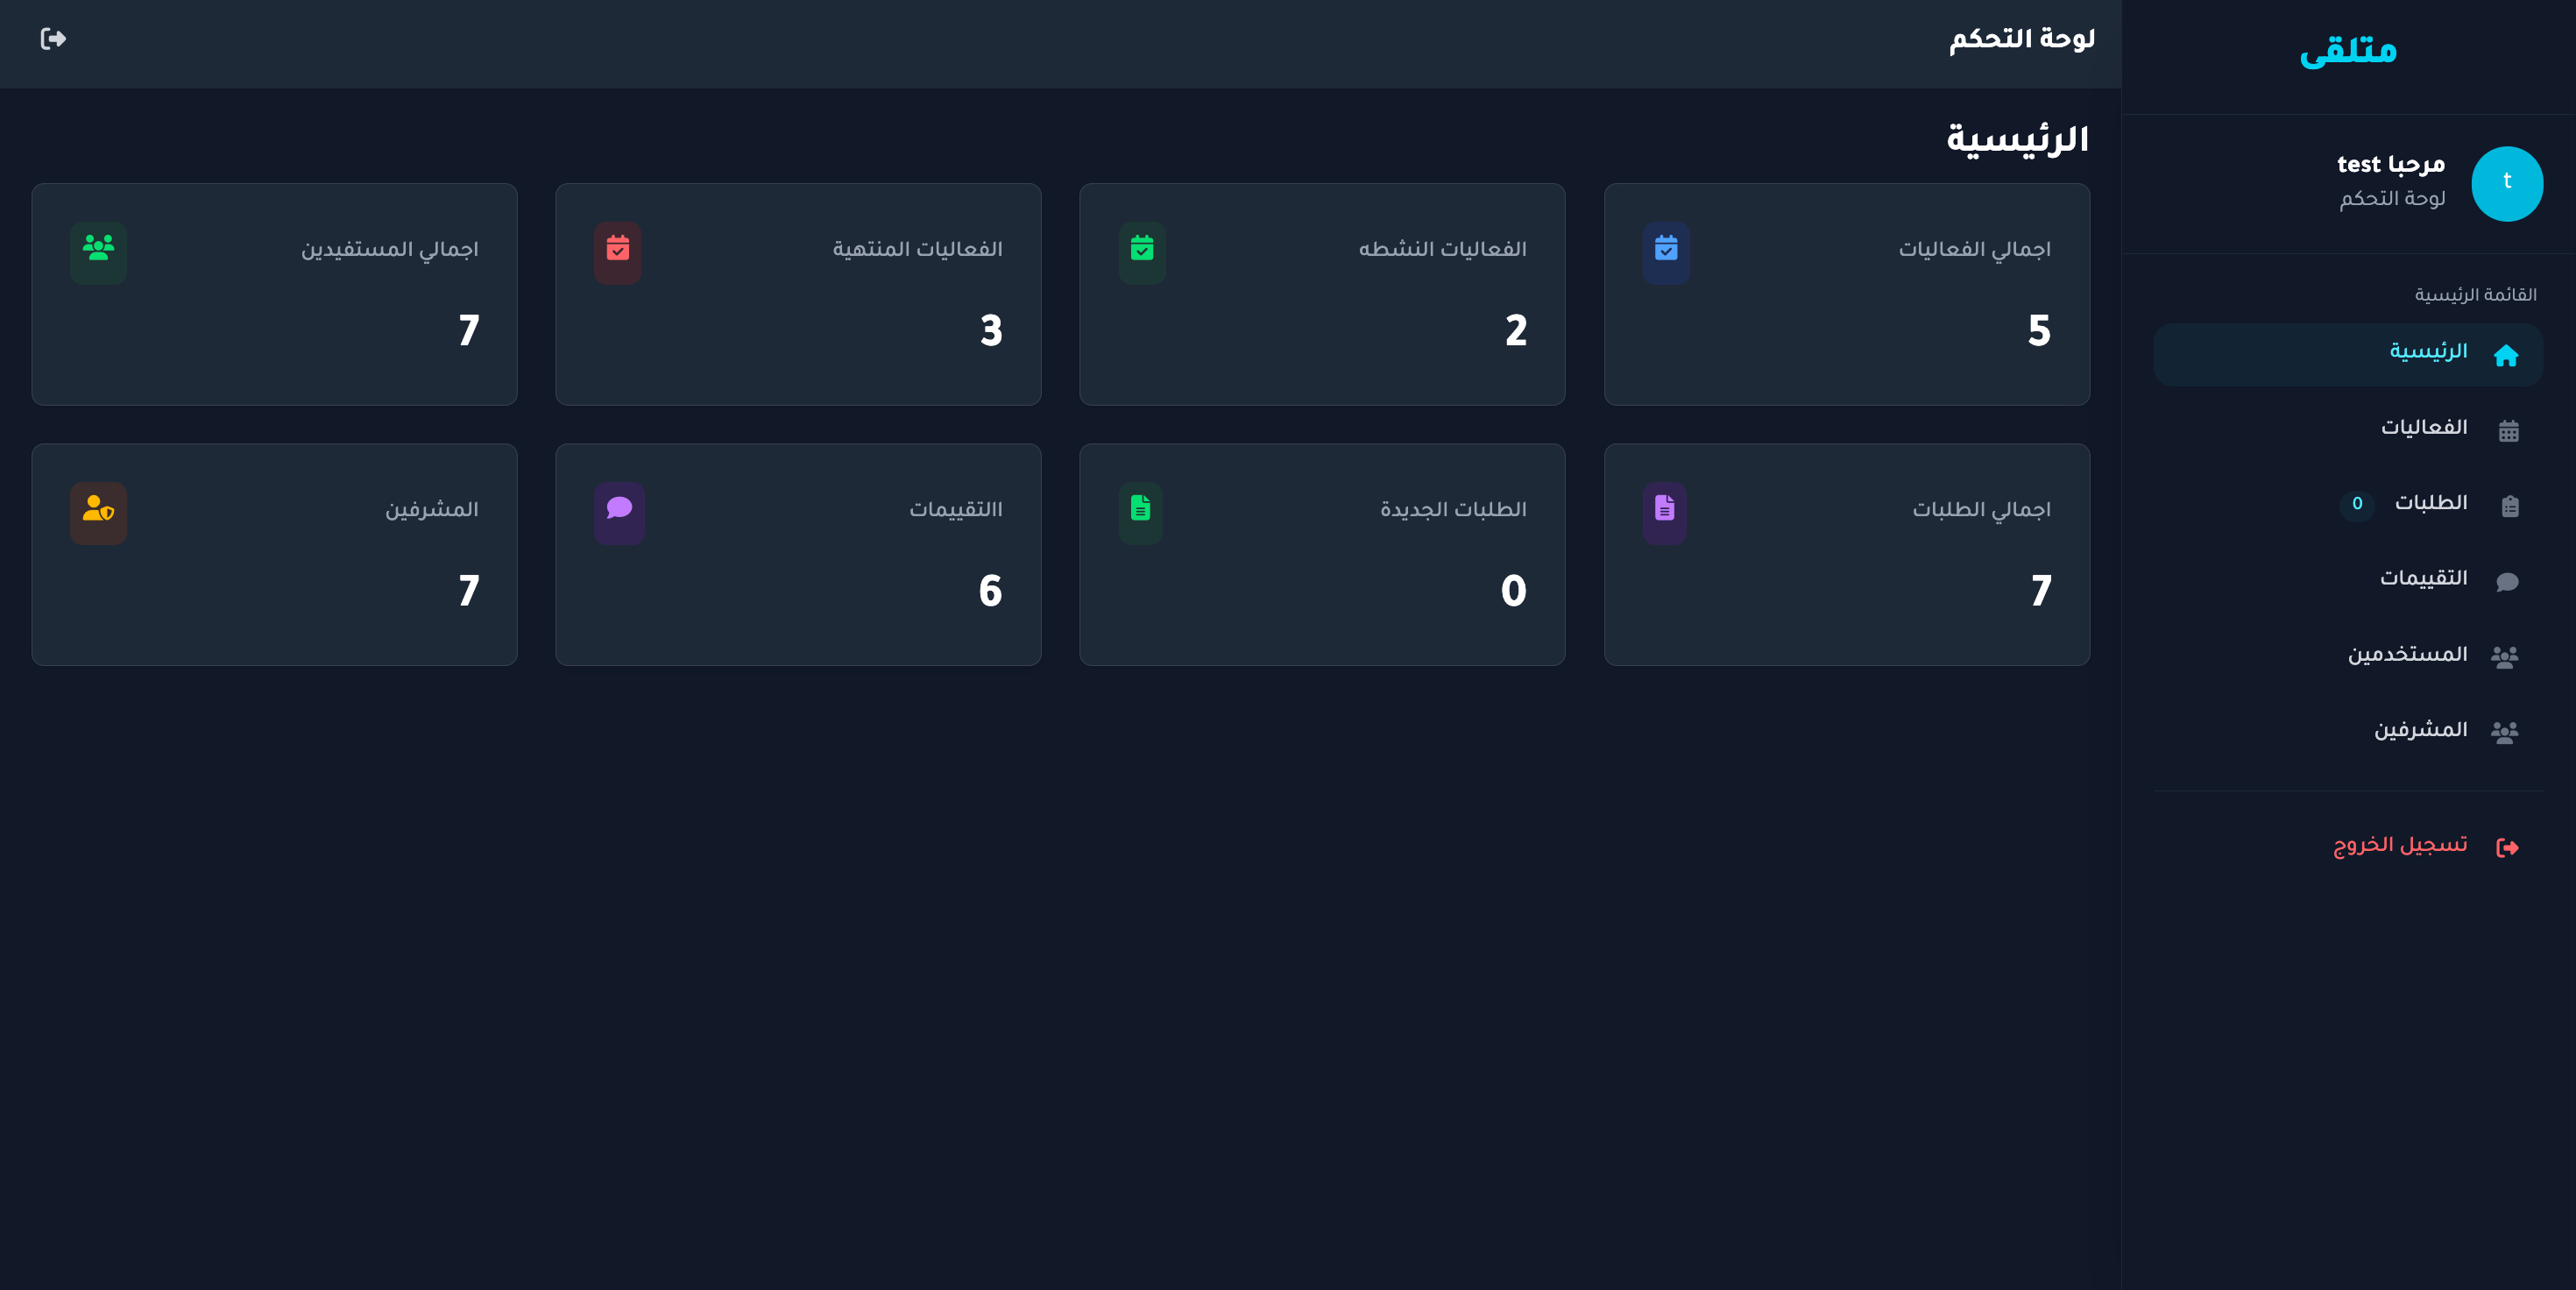 متلقى
t
مرحبا test
لوحة التحكم
القائمة الرئيسية
الرئيسية
الفعاليات
الطلبات 0
التقييمات
المستخدمين
المشرفين
تسجيل الخروج
لوحة التحكم
الرئيسية
اجمالي الفعاليات
5
الفعاليات النشطه
2
الفعاليات المنتهية
3
اجمالي المستفيدين
7
اجمالي الطلبات
7
الطلبات الجديدة
0
االتقييمات
6
المشرفين
7